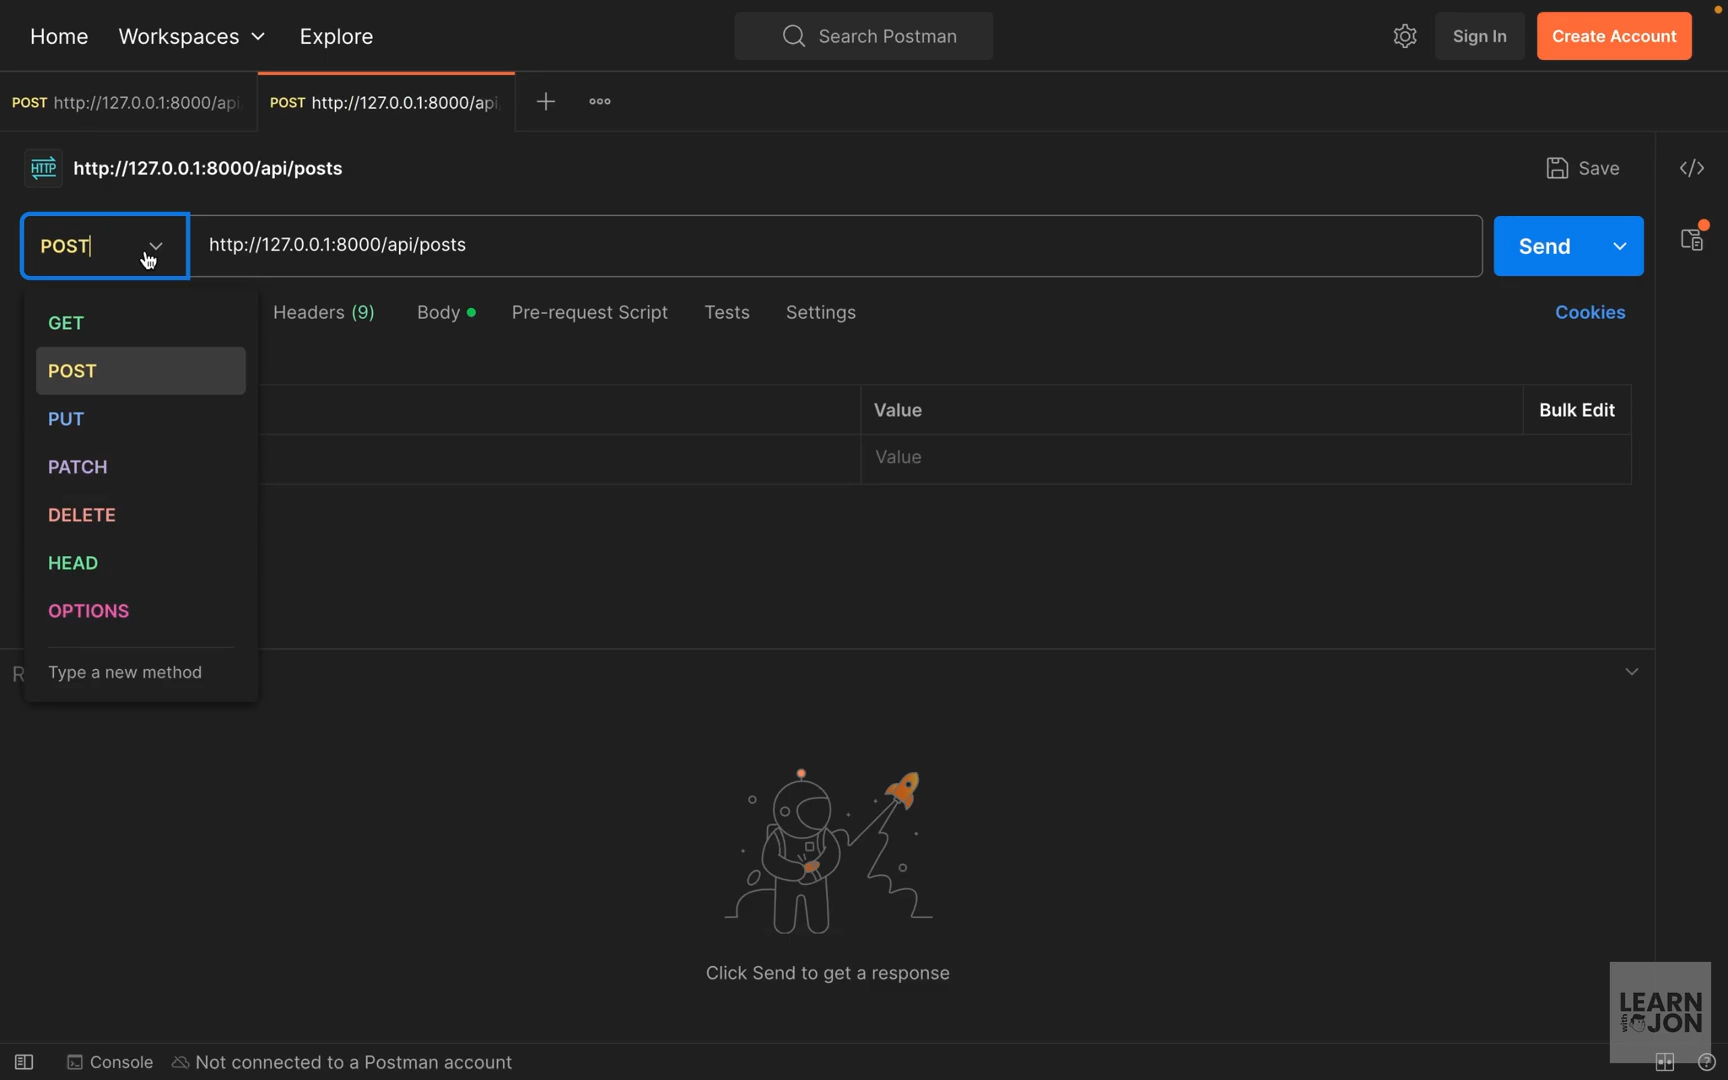 Home Workspaces Explore Search Postman Sign In Create Account
POST http://127.0.0.1:8000/api POST http://127.0.0.1:8000/api
HTTP http://127.0.0.1:8000/api/posts Save
POST http://127.0.0.1:8000/api/posts Send
Headers (9) Body Pre-request Script Tests Settings Cookies
GET
POST
PUT
PATCH
DELETE
HEAD
OPTIONS
Type a new method
Value Bulk Edit
Value
R
Click Send to get a response
LEARN
with JON
Console Not connected to a Postman account